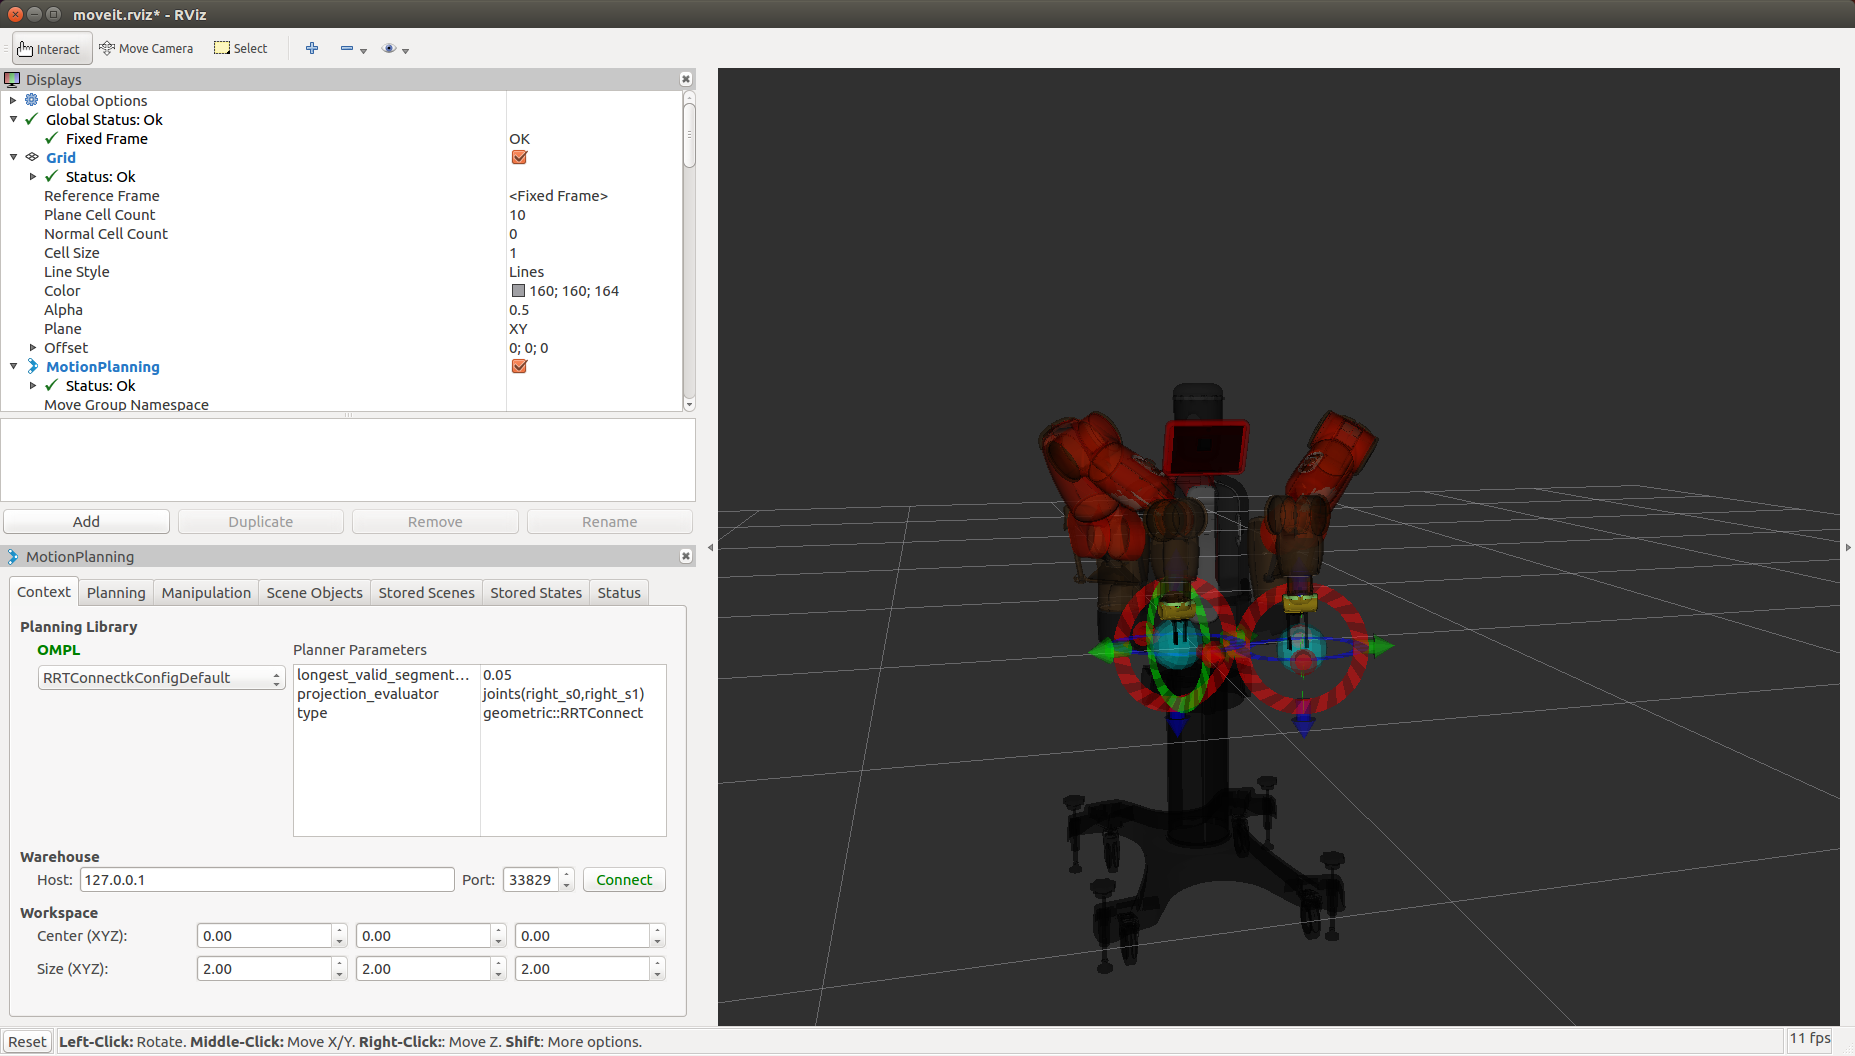 moveit.rviz* - RViz
Interact Move Camera Select
Displays
Global Options
Global Status: Ok
Fixed Frame OK
Grid
Status: Ok
Reference Frame <Fixed Frame>
Plane Cell Count 10
Normal Cell Count 0
Cell Size 1
Line Style Lines
Color 160; 160; 164
Alpha 0.5
Plane XY
Offset 0; 0; 0
MotionPlanning
Status: Ok
Move Group Namespace
Add Duplicate Remove Rename
MotionPlanning
Context Planning Manipulation Scene Objects Stored Scenes Stored States Status
Planning Library
OMPL Planner Parameters
RRTConnectkConfigDefault
longest_valid_segment... 0.05
projection_evaluator joints(right_s0,right_s1)
type geometric::RRTConnect
Warehouse
Host: 127.0.0.1 Port: 33829 Connect
Workspace
Center (XYZ): 0.00 0.00 0.00
Size (XYZ): 2.00 2.00 2.00
Reset Left-Click: Rotate. Middle-Click: Move X/Y. Right-Click:: Move Z. Shift: More options. 11 fps